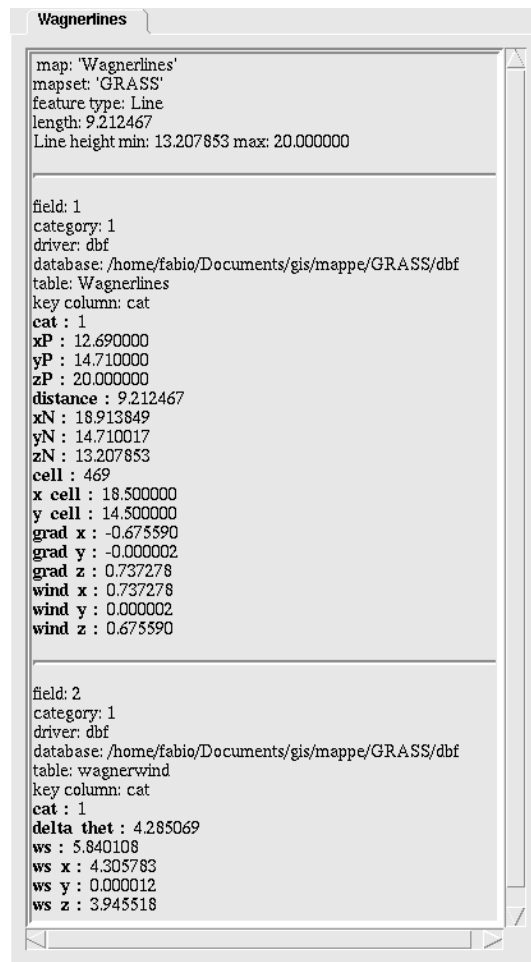 Wagnerlines
map: 'Wagnerlines'
mapset: 'GRASS'
feature type: Line
length: 9.212467
Line height min: 13.207853 max: 20.000000
field: 1
category: 1
driver: dbf
database: /home/fabio/Documents/gis/mappe/GRASS/dbf
table: Wagnerlines
key column: cat
cat : 1
xP : 12.690000
yP : 14.710000
zP : 20.000000
distance : 9.212467
xN : 18.913849
yN : 14.710017
zN : 13.207853
cell : 469
x cell : 18.500000
y cell : 14.500000
grad x : -0.675590
grad y : -0.000002
grad z : 0.737278
wind x : 0.737278
wind y : 0.000002
wind z : 0.675590
field: 2
category: 1
driver: dbf
database: /home/fabio/Documents/gis/mappe/GRASS/dbf
table: wagnerwind
key column: cat
cat : 1
delta thet : 4.285069
ws : 5.840108
ws x : 4.305783
ws y : 0.000012
ws z : 3.945518